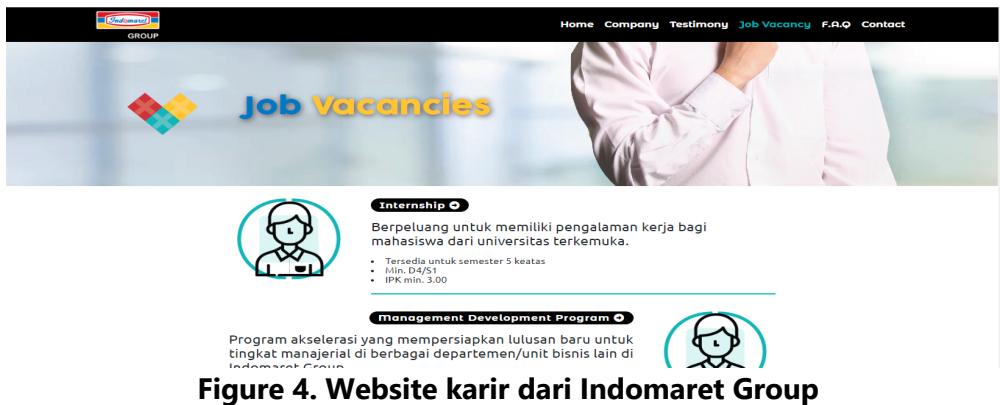 Indomaret
GROUP
Home Company Testimony Job Vacancy F.A.Q Contact
Job Vacancies
Internship
Berpeluang untuk memiliki pengalaman kerja bagi
mahasiswa dari universitas terkemuka.
• Tersedia untuk semester 5 keatas
• Min. D4/S1
• IPK min. 3.00
Management Development Program
Program akselerasi yang mempersiapkan lulusan baru untuk
tingkat manajerial di berbagai departemen/unit bisnis lain di
Indomaret Group
Figure 4. Website karir dari Indomaret Group